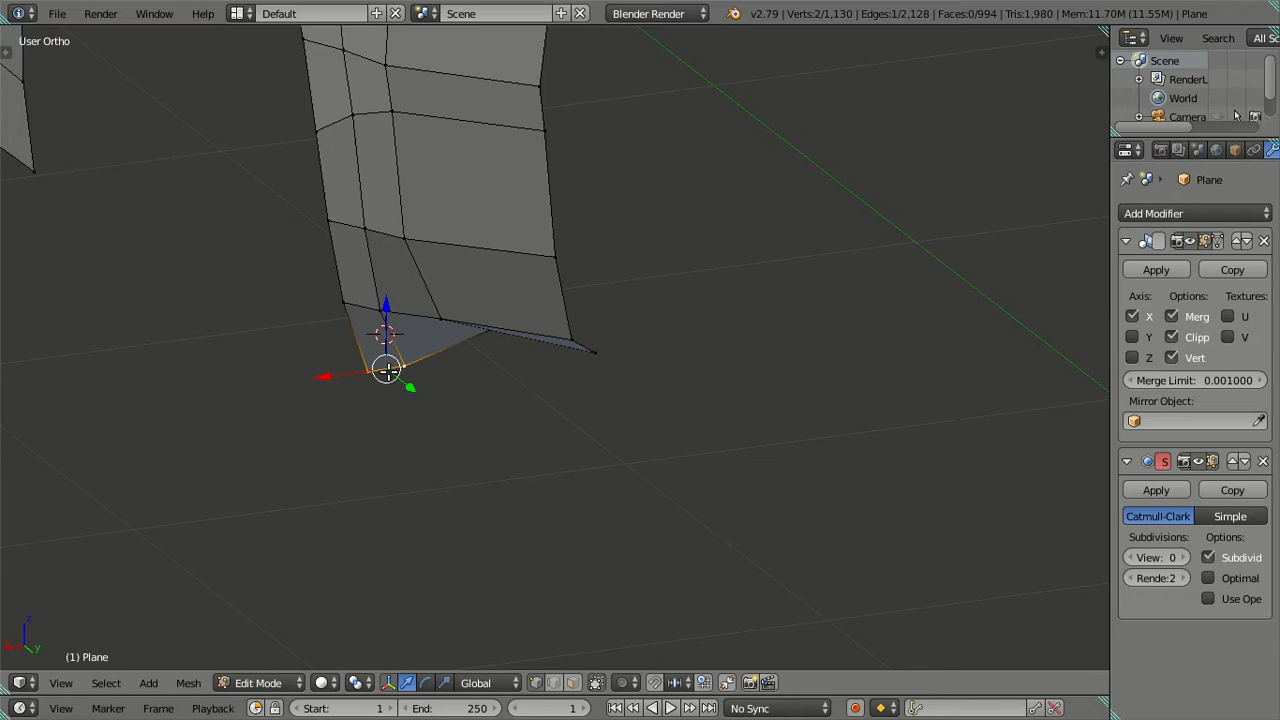 File Render Window Help Default Scene Blender Render v2.79 | Verts:2/1,130 | Edges:1/2,128 | Faces:0/994 | Tris:1,980 | Mem:11.70M (11.55M) | Plane
User Ortho
View Search All Sc
Scene
RenderL
World
Camera
Plane
Add Modifier
Apply Copy
Axis: Options: Textures:
X Merg U
Y Clipp V
Z Vert
Merge Limit: 0.001000
Mirror Object:
S
Apply Copy
Catmull-Clark Simple
Subdivisions: Options:
View: 0 Subdivid
Rende:2 Optimal
Use Ope
z
x y
(1) Plane
View Select Add Mesh Edit Mode Global
View Marker Frame Playback Start: 1 End: 250 1 No Sync